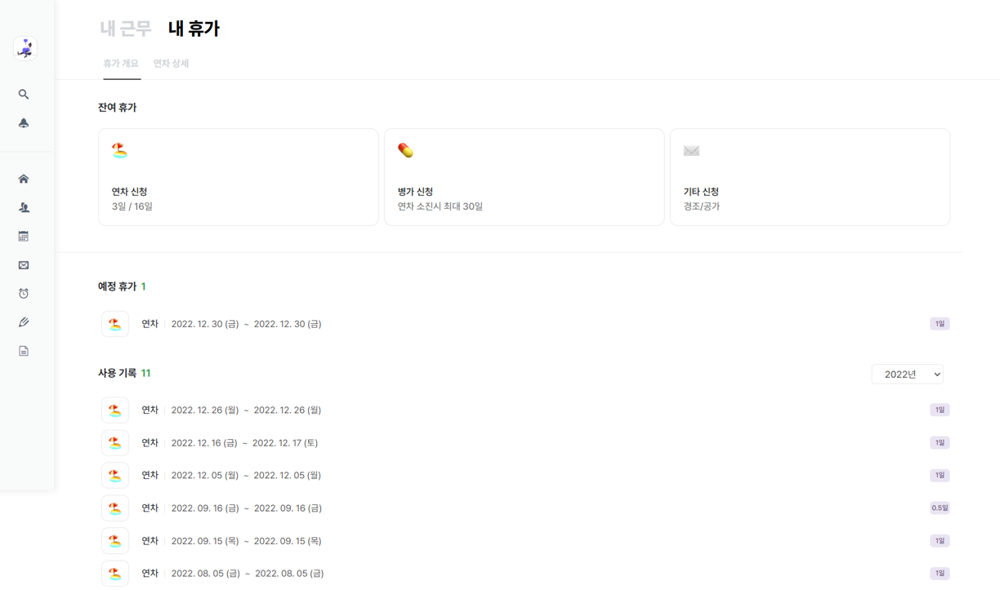 내 근무 내 휴가
휴가 개요 연차 상세
잔여 휴가
연차 신청
3일 / 16일
병가 신청
연차 소진시 최대 30일
기타 신청
경조/공가
예정 휴가 1
연차 2022. 12. 30 (금) ~ 2022. 12. 30 (금) 1일
사용 기록 11 2022년
연차 2022. 12. 26 (월) ~ 2022. 12. 26 (월) 1일
연차 2022. 12. 16 (금) ~ 2022. 12. 17 (토) 1일
연차 2022. 12. 05 (월) ~ 2022. 12. 05 (월) 1일
연차 2022. 09. 16 (금) ~ 2022. 09. 16 (금) 0.5일
연차 2022. 09. 15 (목) ~ 2022. 09. 15 (목) 1일
연차 2022. 08. 05 (금) ~ 2022. 08. 05 (금) 1일